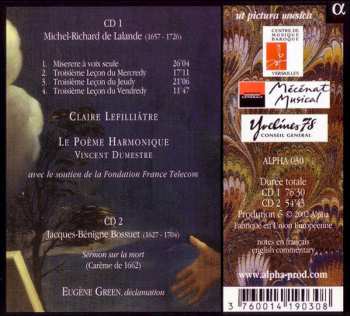 CD 1
Michel-Richard de Lalande (1657 - 1726)
1. Miserere à voix seule 26'04
2. Troisième Leçon du Mercredy 17'11
3. Troisième Leçon du Jeudy 21'06
4. Troisième Leçon du Vendredy 11'47
CLAIRE LEFILLIÂTRE
LE POÈME HARMONIQUE
VINCENT DUMESTRE
avec le soutien de la Fondation France Telecom
CD 2
Jacques-Bénigne Bossuet (1627 - 1704)
Sermon sur la mort
(Carême de 1662)
EUGÈNE GREEN, déclamation
ut pictura musica
α
CENTRE DE
MUSIQUE
BAROQUE
VERSAILLES
Mécénat
Musical
Yvelines 78
CONSEIL GENERAL
ALPHA 030
Durée totale
CD 1 76'30
CD 2 54'43
Production & © 2002 Alpha
Fabriqué en Union Européenne
notes en français
english commentary
www.alpha-prod.com
3 760014 190308